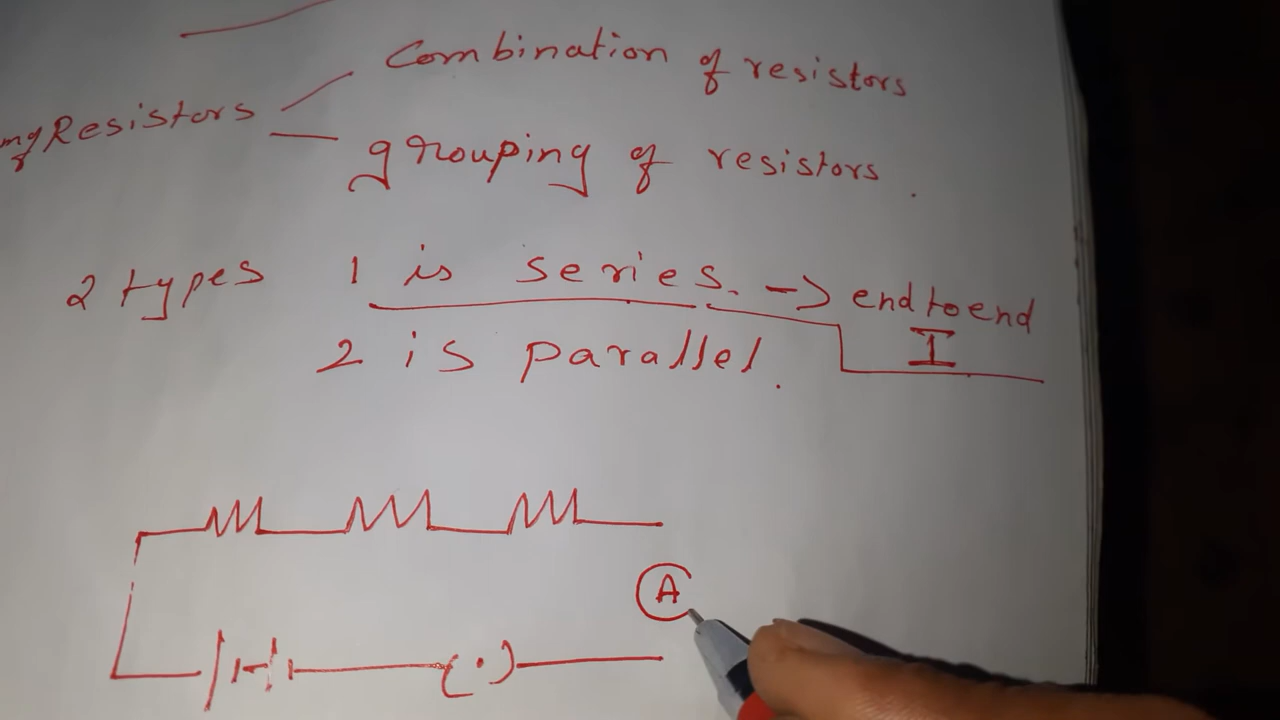 Combination of resistors
Resistors
grouping of resistors.
2 types 1 is series. -> end to end
I
2 is parallel.
A